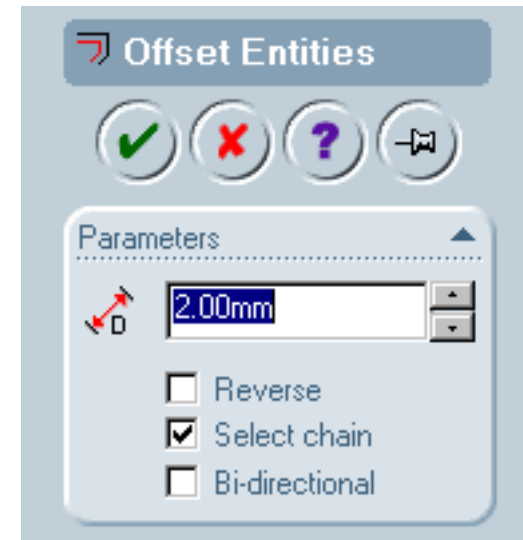 Offset Entities
?
Parameters
D
2.00mm
Reverse
Select chain
Bi-directional